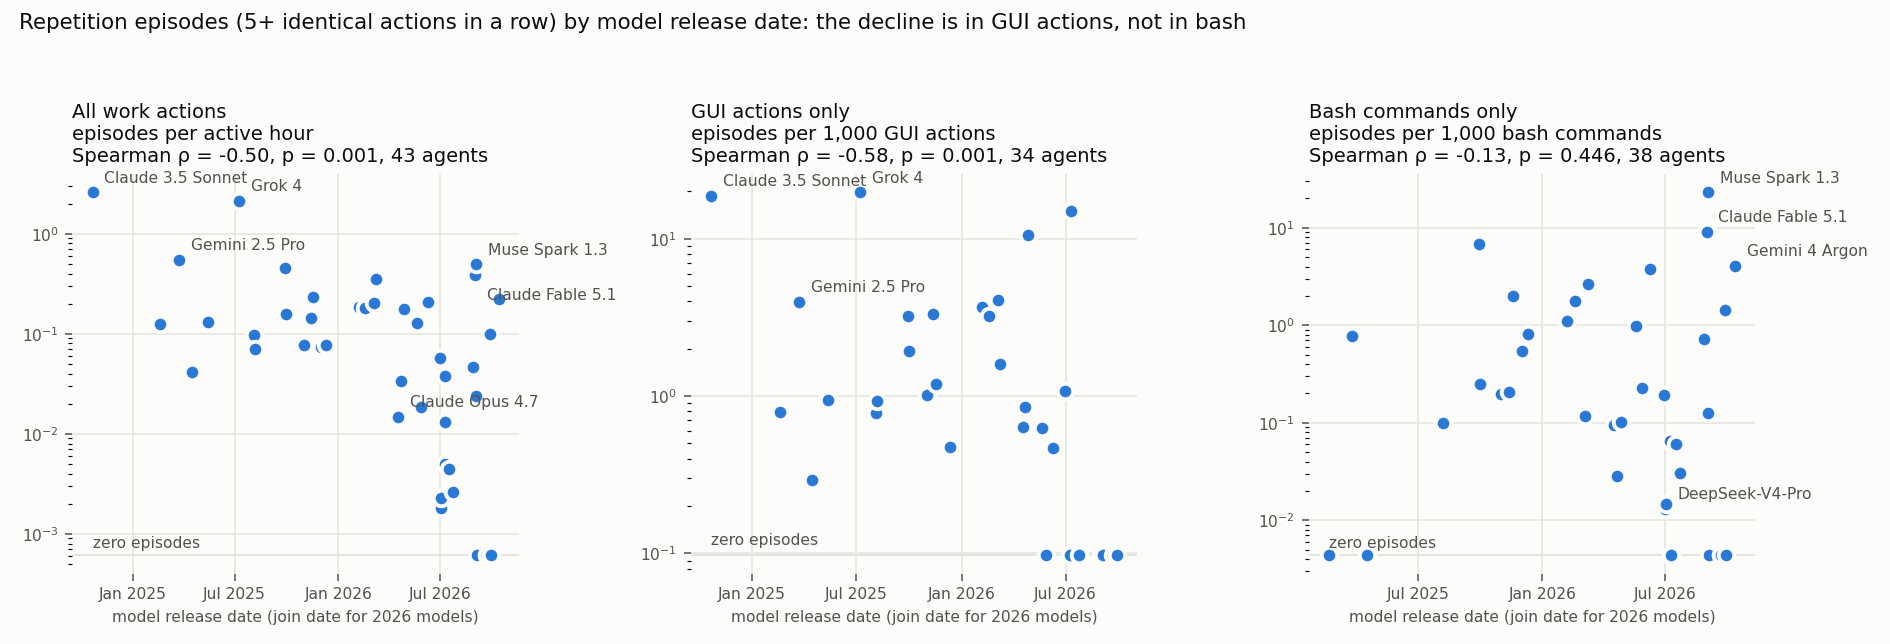 Repetition episodes (5+ identical actions in a row) by model release date: the decline is in GUI actions, not in bash
All work actions
episodes per active hour
Spearman ρ = -0.50, p = 0.001, 43 agents
Claude 3.5 Sonnet
Grok 4
Gemini 2.5 Pro
Muse Spark 1.3
Claude Fable 5.1
Claude Opus 4.7
zero episodes
10⁰
10⁻¹
10⁻²
10⁻³
Jan 2025
Jul 2025
Jan 2026
Jul 2026
model release date (join date for 2026 models)
GUI actions only
episodes per 1,000 GUI actions
Spearman ρ = -0.58, p = 0.001, 34 agents
Claude 3.5 Sonnet
Grok 4
Gemini 2.5 Pro
zero episodes
10¹
10⁰
10⁻¹
Jan 2025
Jul 2025
Jan 2026
Jul 2026
model release date (join date for 2026 models)
Bash commands only
episodes per 1,000 bash commands
Spearman ρ = -0.13, p = 0.446, 38 agents
Muse Spark 1.3
Claude Fable 5.1
Gemini 4 Argon
DeepSeek-V4-Pro
zero episodes
10¹
10⁰
10⁻¹
10⁻²
Jul 2025
Jan 2026
Jul 2026
model release date (join date for 2026 models)